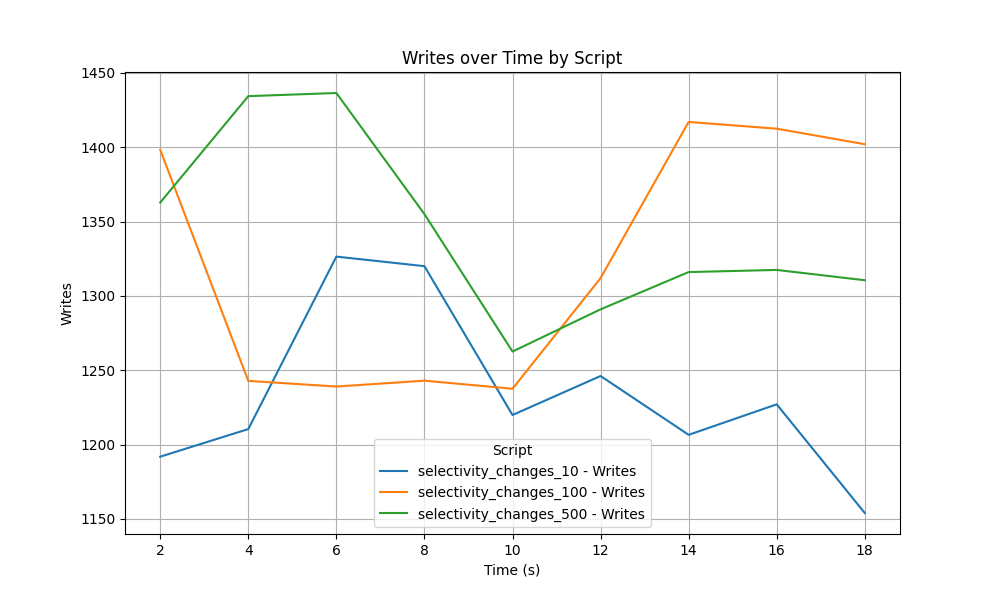 Writes over Time by Script
1450
1400
1350
1300
1250
1200
1150
Writes
Script
selectivity_changes_10 - Writes
selectivity_changes_100 - Writes
selectivity_changes_500 - Writes
2 4 6 8 10 12 14 16 18
Time (s)